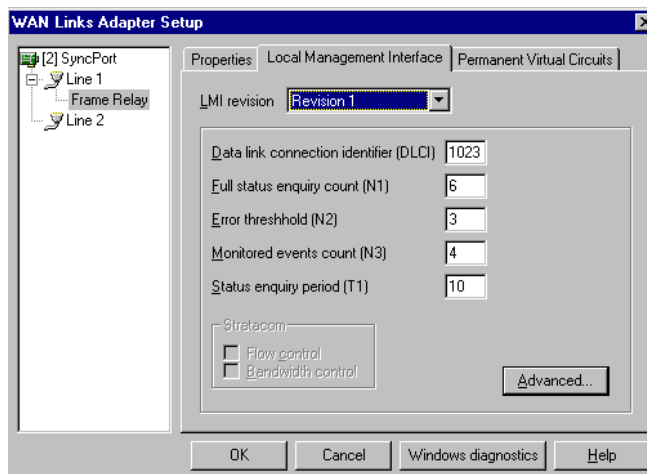 WAN Links Adapter Setup
[2] SyncPort
Line 1
Frame Relay
Line 2
Properties Local Management Interface Permanent Virtual Circuits
LMI revision Revision 1
Data link connection identifier (DLCI) 1023
Full status enquiry count (N1) 6
Error threshhold (N2) 3
Monitored events count (N3) 4
Status enquiry period (T1) 10
Stratacom
Flow control
Bandwidth control
Advanced...
OK Cancel Windows diagnostics Help